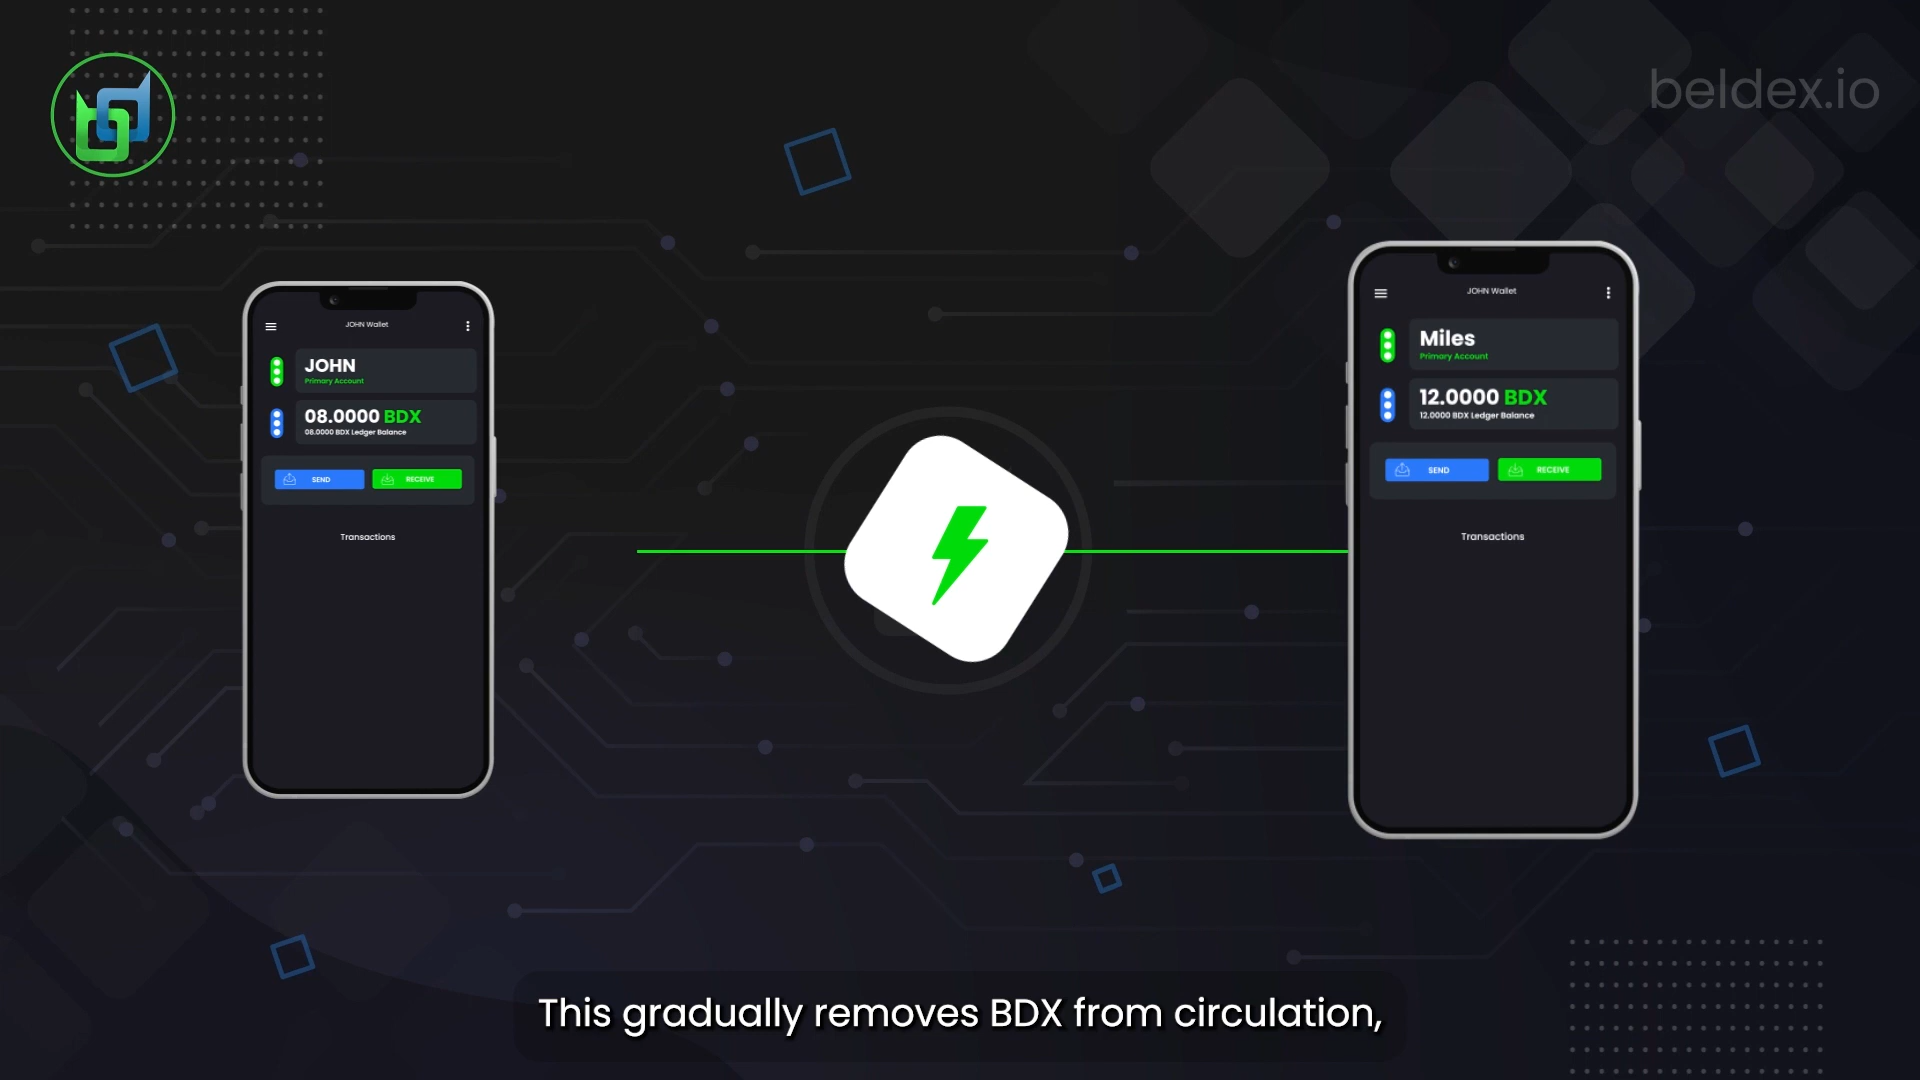 beldex.io
JOHN Wallet
JOHN
Primary Account
08.0000 BDX
08.0000 BDX Ledger Balance
SEND
RECEIVE
Transactions
JOHN Wallet
Miles
Primary Account
12.0000 BDX
12.0000 BDX Ledger Balance
SEND
RECEIVE
Transactions
This gradually removes BDX from circulation,